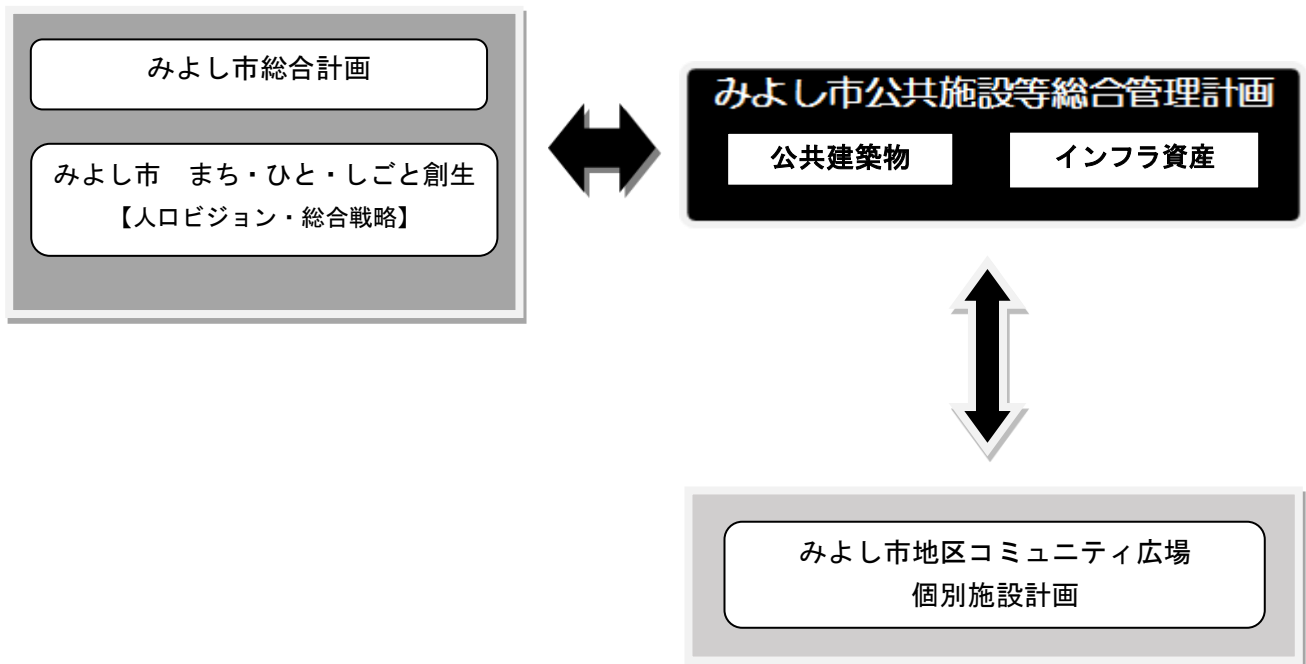 みよし市総合計画
みよし市　まち・ひと・しごと創生
【人口ビジョン・総合戦略】
みよし市公共施設等総合管理計画
公共建築物
インフラ資産
みよし市地区コミュニティ広場
個別施設計画